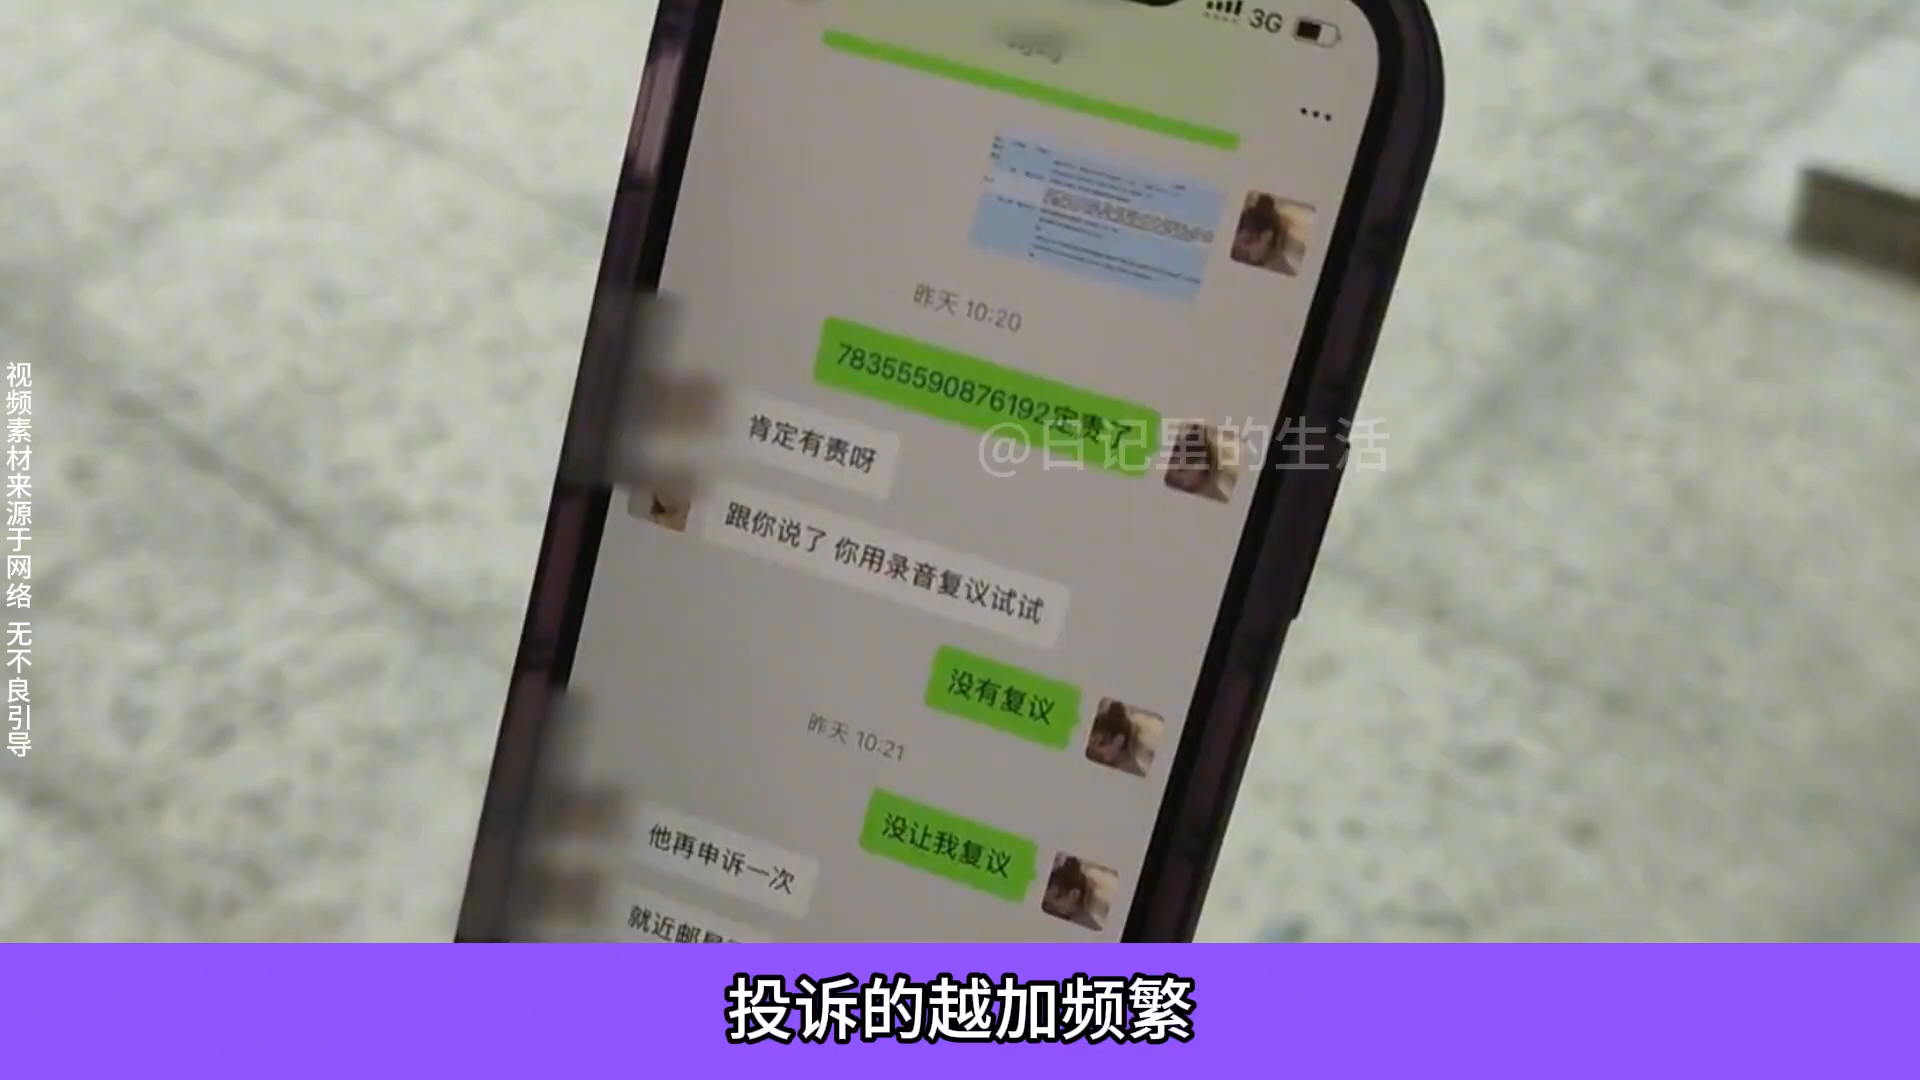 3G
昨天 10:20
78355590876192定责了
肯定有责呀
跟你说了 你用录音复议试试
没有复议
昨天 10:21
没让我复议
他再申诉一次
就近邮
@日记里的生活
视频素材来源于网络 无不良引导
投诉的越加频繁